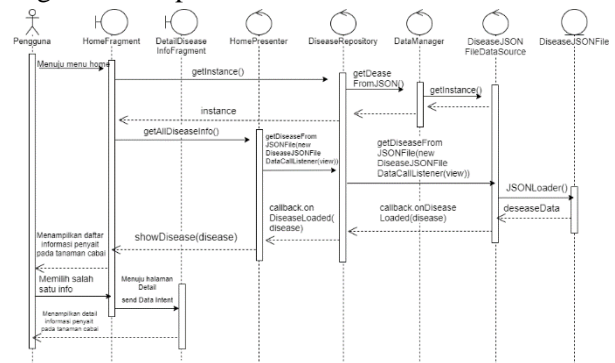 Pengguna
HomeFragment
DetailDisease
InfoFragment
HomePresenter
DiseaseRepository
DataManager
DiseaseJSON
FileDataSource
DiseaseJSONFile
Menuju menu home
getInstance()
getDease
FromJSON()
getInstance()
instance
getAllDiseaseInfo()
getDiseaseFrom
JSONFile(new
DiseaseJSONFile
DataCallListener(view))
getDiseaseFrom
JSONFile(new
DiseaseJSONFile
DataCallListener(view))
JSONLoader()
deseaseData
callback.onDisease
Loaded(disease)
callback.on
DiseaseLoaded(
disease)
showDisease(disease)
Menampilkan daftar
informasi penyait
pada tanaman cabai
Memilih salah
satu info
Menuju halaman
Detail
send Data Intent
Menampilkan detail
informasi penyait
pada tanaman cabai